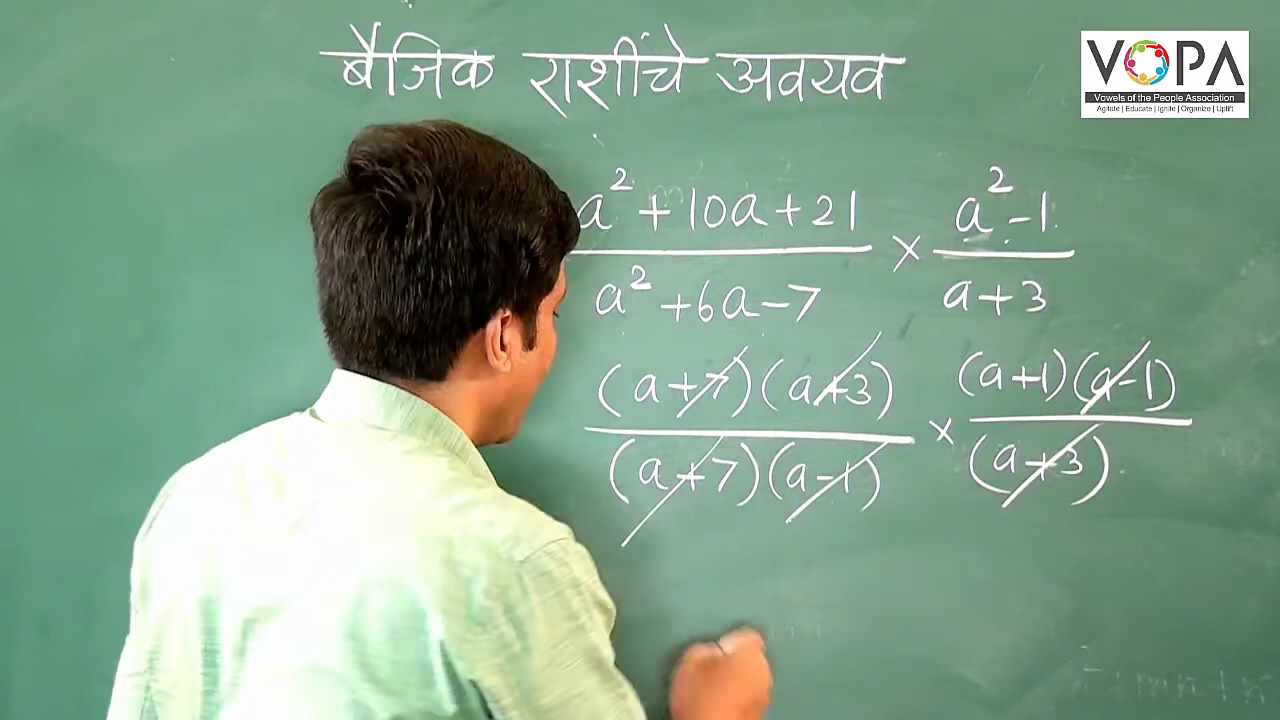 बैजिक राशींचे अवयव
VOPA
Vowels of the People Association
Agitate | Educate | Ignite | Organize | Uplift
a² + 10a + 21 × a² - 1
a² + 6a - 7 a + 3
(a + 7)(a + 3) × (a + 1)(a - 1)
(a + 7)(a - 1) (a + 3)